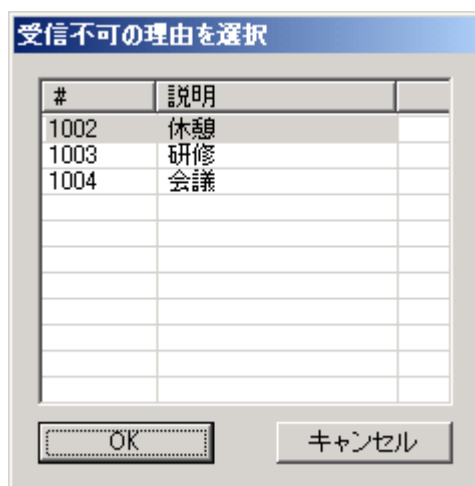 受信不可の理由を選択
# 説明
1002 休憩
1003 研修
1004 会議
OK キャンセル